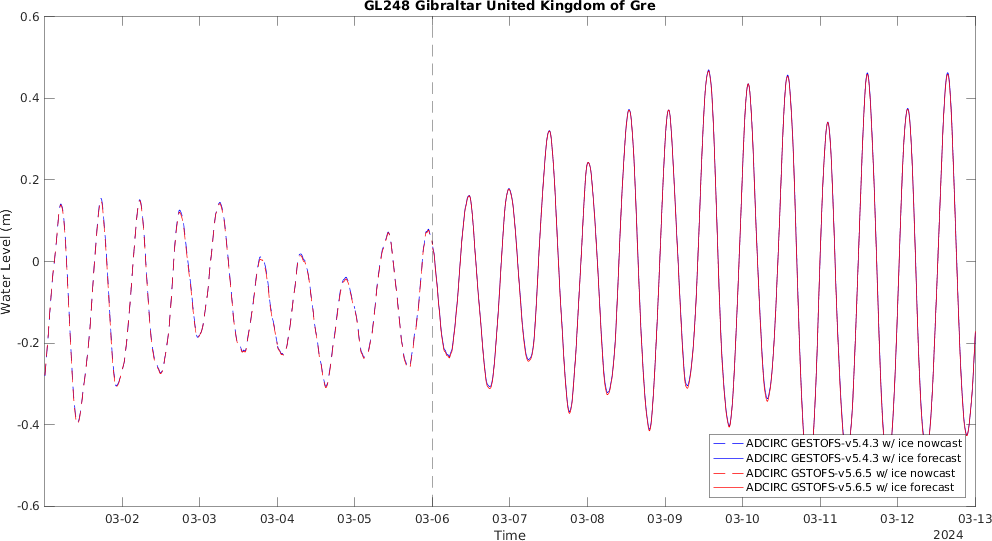 GL248 Gibraltar United Kingdom of Gre
0.6
0.4
0.2
0
-0.2
-0.4
-0.6
Water Level (m)
ADCIRC GESTOFS-v5.4.3 w/ ice nowcast
ADCIRC GESTOFS-v5.4.3 w/ ice forecast
ADCIRC GSTOFS-v5.6.5 w/ ice nowcast
ADCIRC GSTOFS-v5.6.5 w/ ice forecast
03-02 03-03 03-04 03-05 03-06 03-07 03-08 03-09 03-10 03-11 03-12 03-13
Time
2024